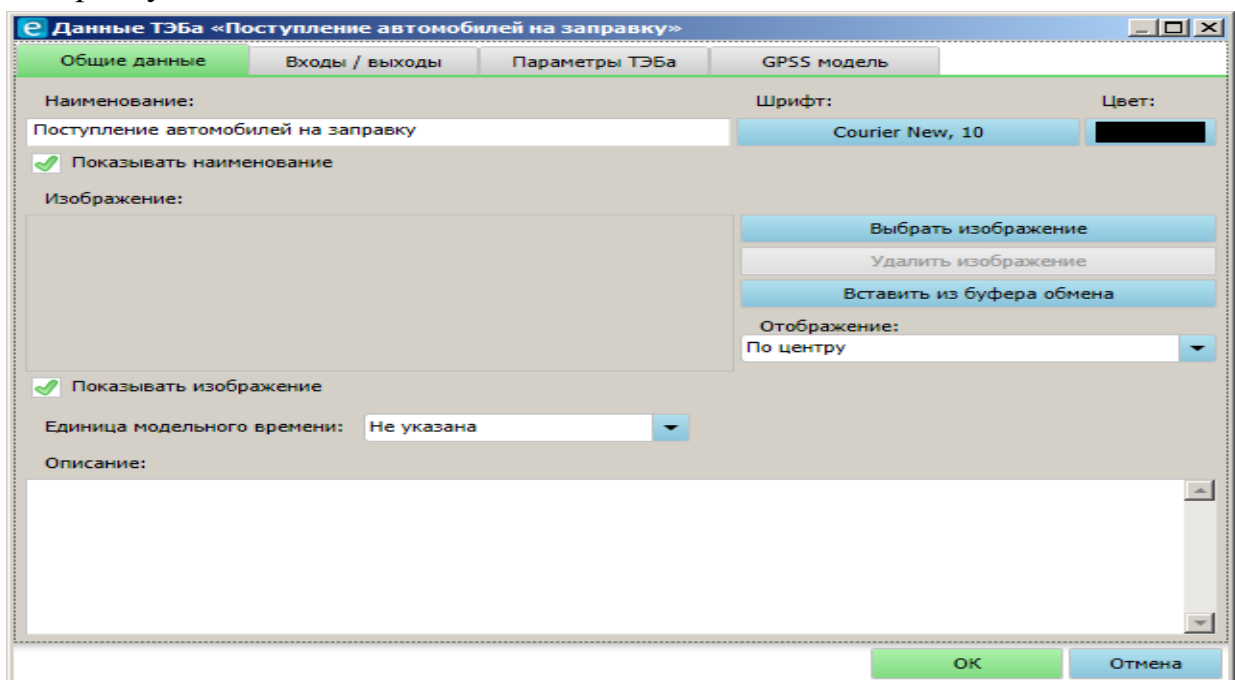 Данные ТЭБа «Поступление автомобилей на заправку»
Общие данные Входы / выходы Параметры ТЭБа GPSS модель
Наименование: Шрифт: Цвет:
Поступление автомобилей на заправку Courier New, 10
Показывать наименование
Изображение:
Выбрать изображение
Удалить изображение
Вставить из буфера обмена
Отображение:
По центру
Показывать изображение
Единица модельного времени: Не указана
Описание:
ОК Отмена